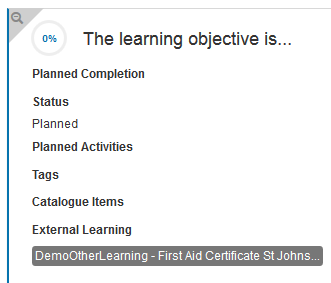 0% The learning objective is...
Planned Completion
Status
Planned
Planned Activities
Tags
Catalogue Items
External Learning
DemoOtherLearning - First Aid Certificate St Johns...